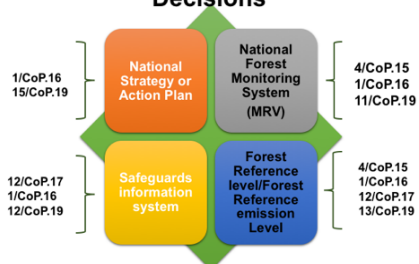 Decisions
National
Strategy or
Action Plan
National
Forest
Monitoring
System
(MRV)
1/CoP.16
15/CoP.19
4/CoP.15
1/CoP.16
11/CoP.19
Safeguards
information
system
Forest
Reference
level/Forest
Reference
emission
Level
12/CoP.17
1/CoP.16
12/CoP.19
4/CoP.15
1/CoP.16
12/CoP.17
13/CoP.19